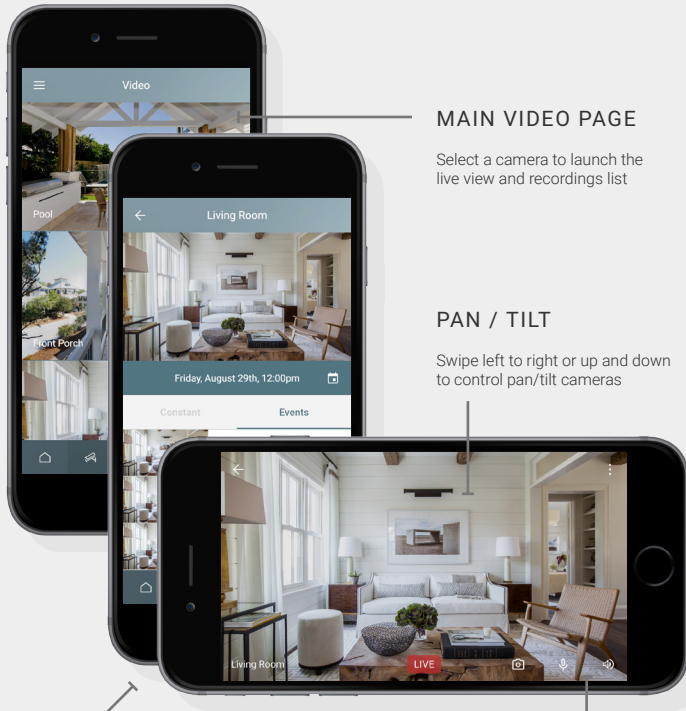 Video
MAIN VIDEO PAGE
Select a camera to launch the
live view and recordings list
Pool
Living Room
Front Porch
PAN / TILT
Swipe left to right or up and down
to control pan/tilt cameras
Friday, August 29th, 12:00pm
Constant
Events
Living Room
LIVE